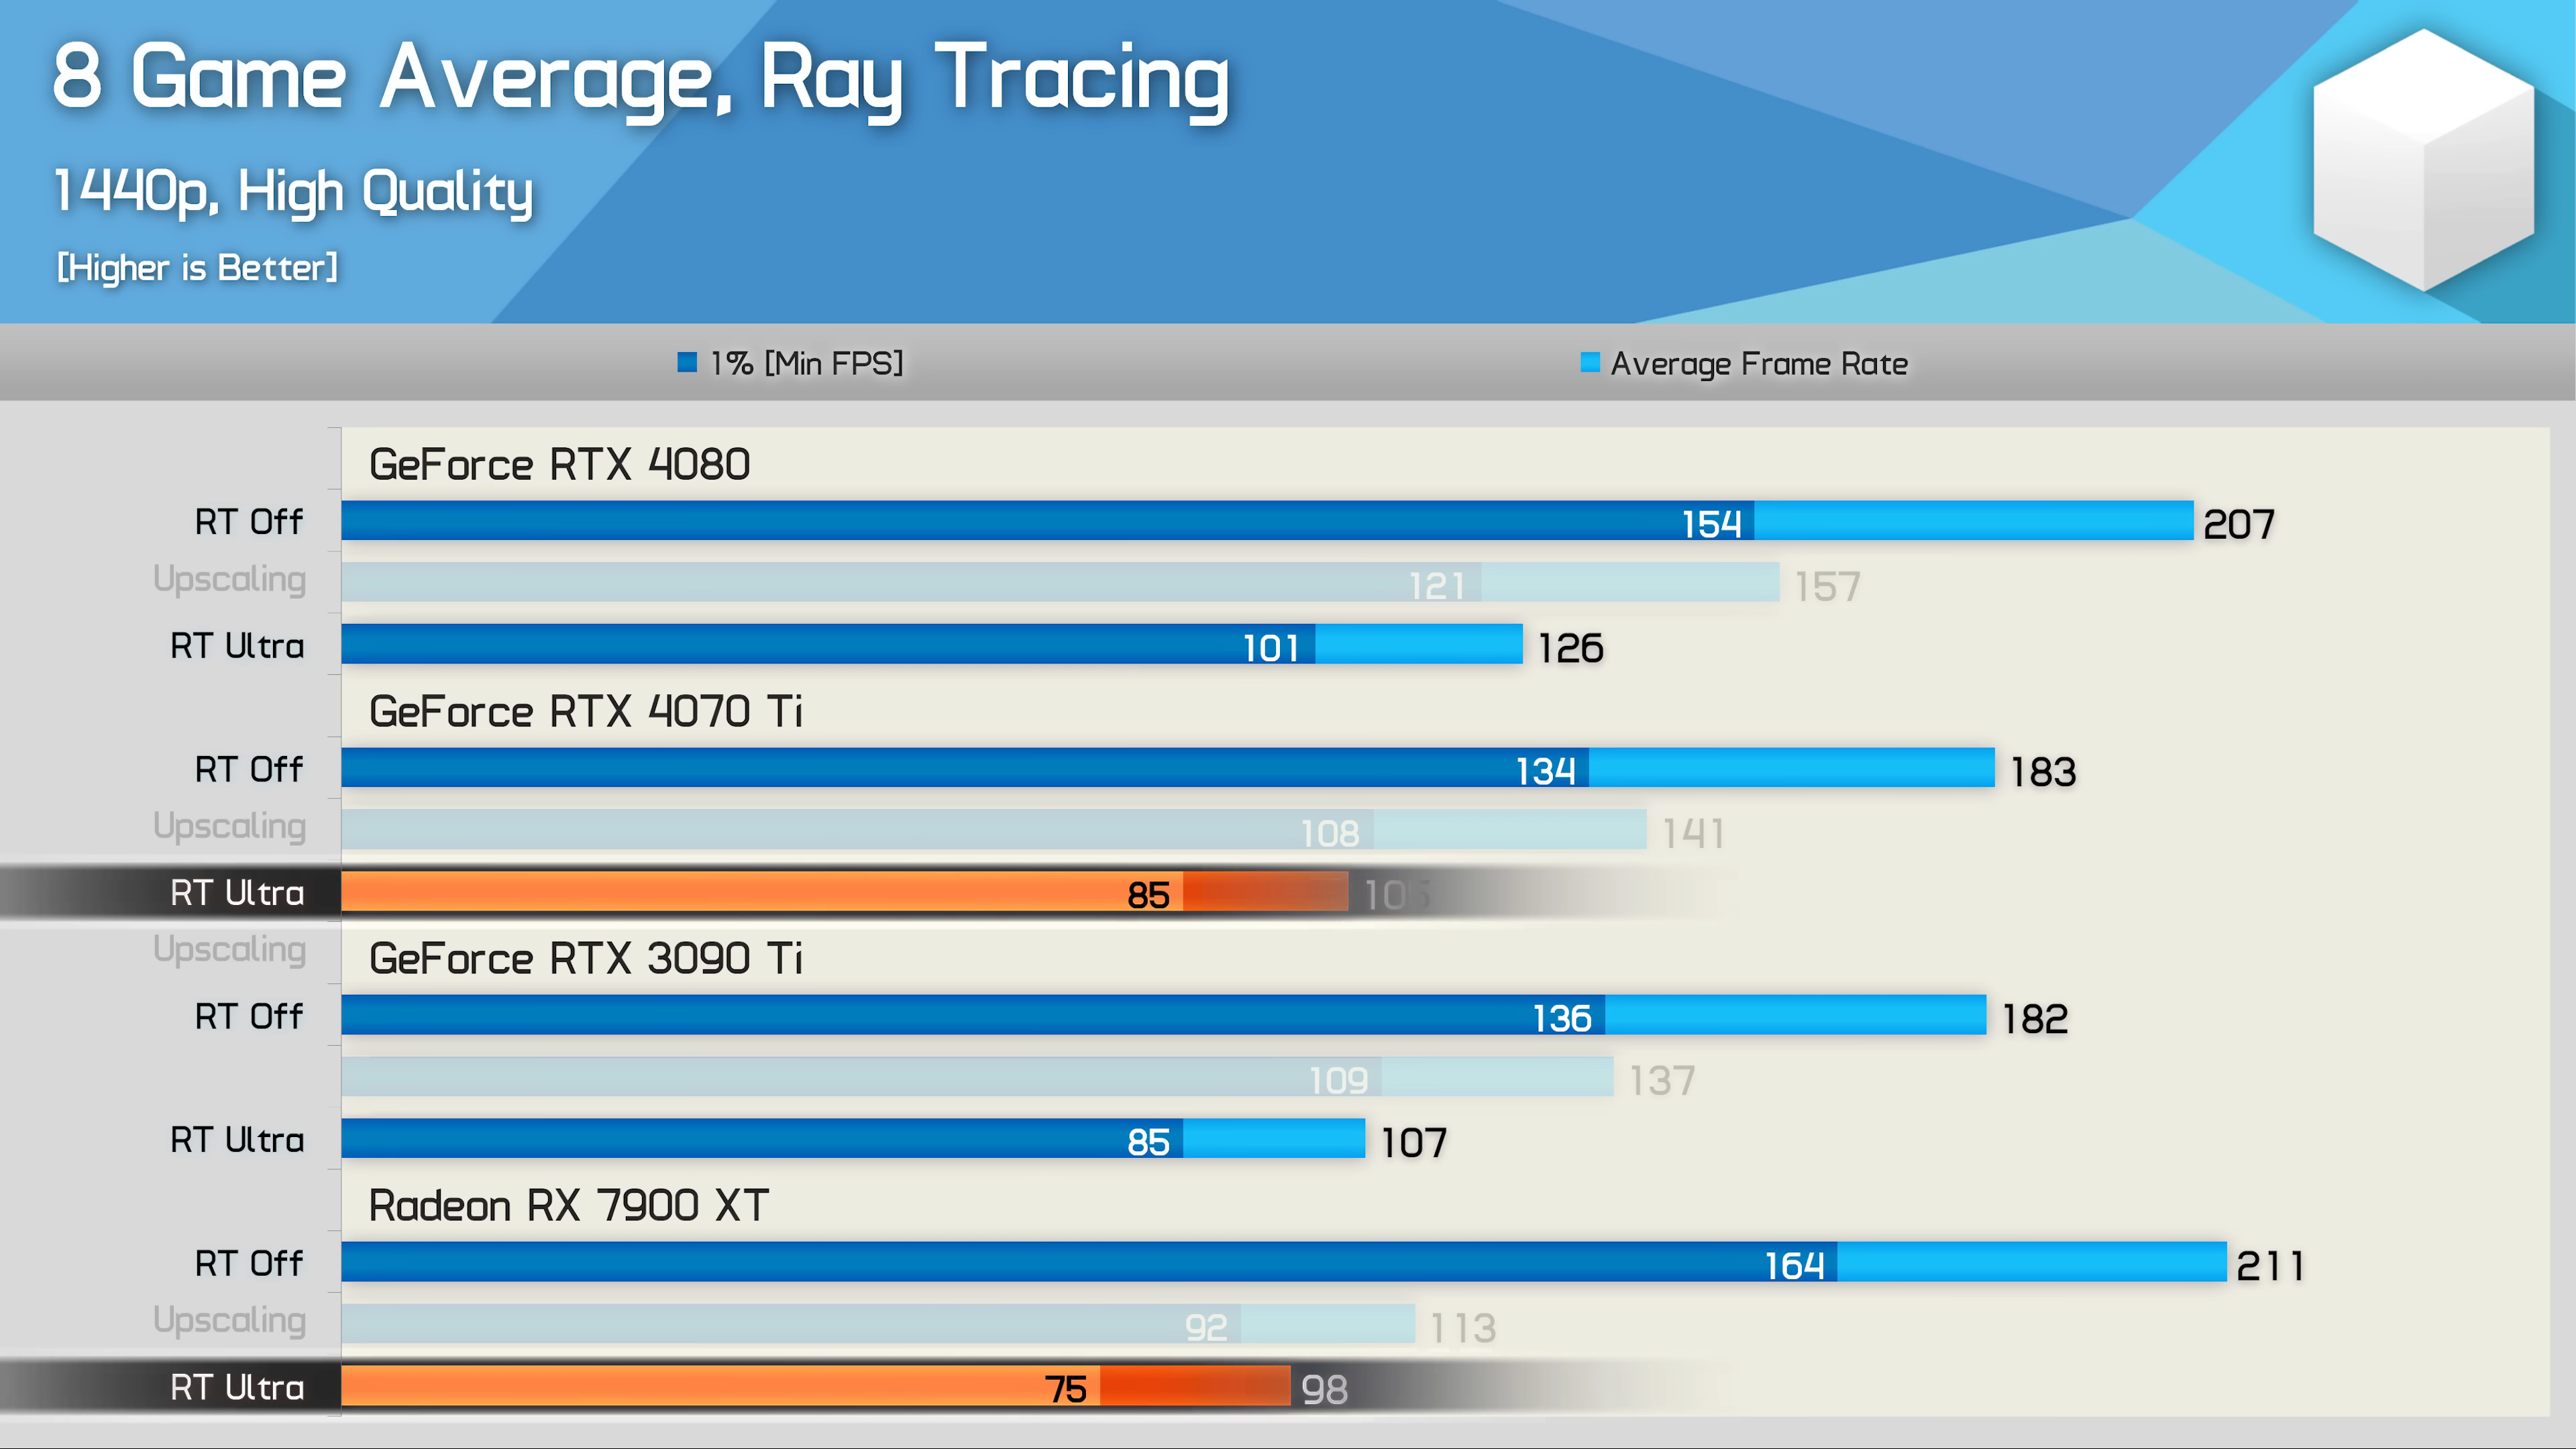 8 Game Average, Ray Tracing
1440p, High Quality
[Higher is Better]
1% [Min FPS] Average Frame Rate
GeForce RTX 4080
RT Off 154 207
Upscaling 121 157
RT Ultra 101 126
GeForce RTX 4070 Ti
RT Off 134 183
Upscaling 108 141
RT Ultra 85 105
Upscaling GeForce RTX 3090 Ti
RT Off 136 182
109 137
RT Ultra 85 107
Radeon RX 7900 XT
RT Off 164 211
Upscaling 92 113
RT Ultra 75 98